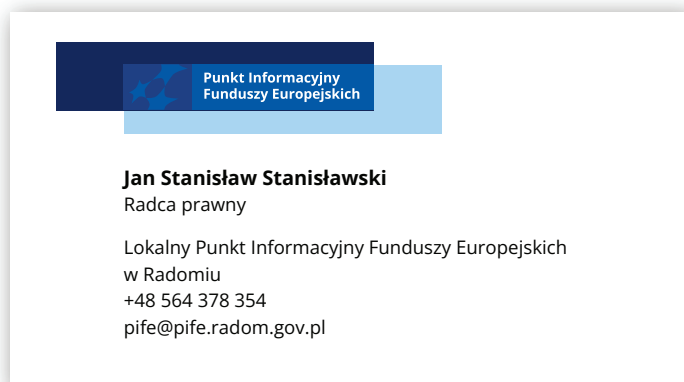 Punkt Informacyjny
Funduszy Europejskich
Jan Stanisław Stanisławski
Radca prawny
Lokalny Punkt Informacyjny Funduszy Europejskich
w Radomiu
+48 564 378 354
pife@pife.radom.gov.pl